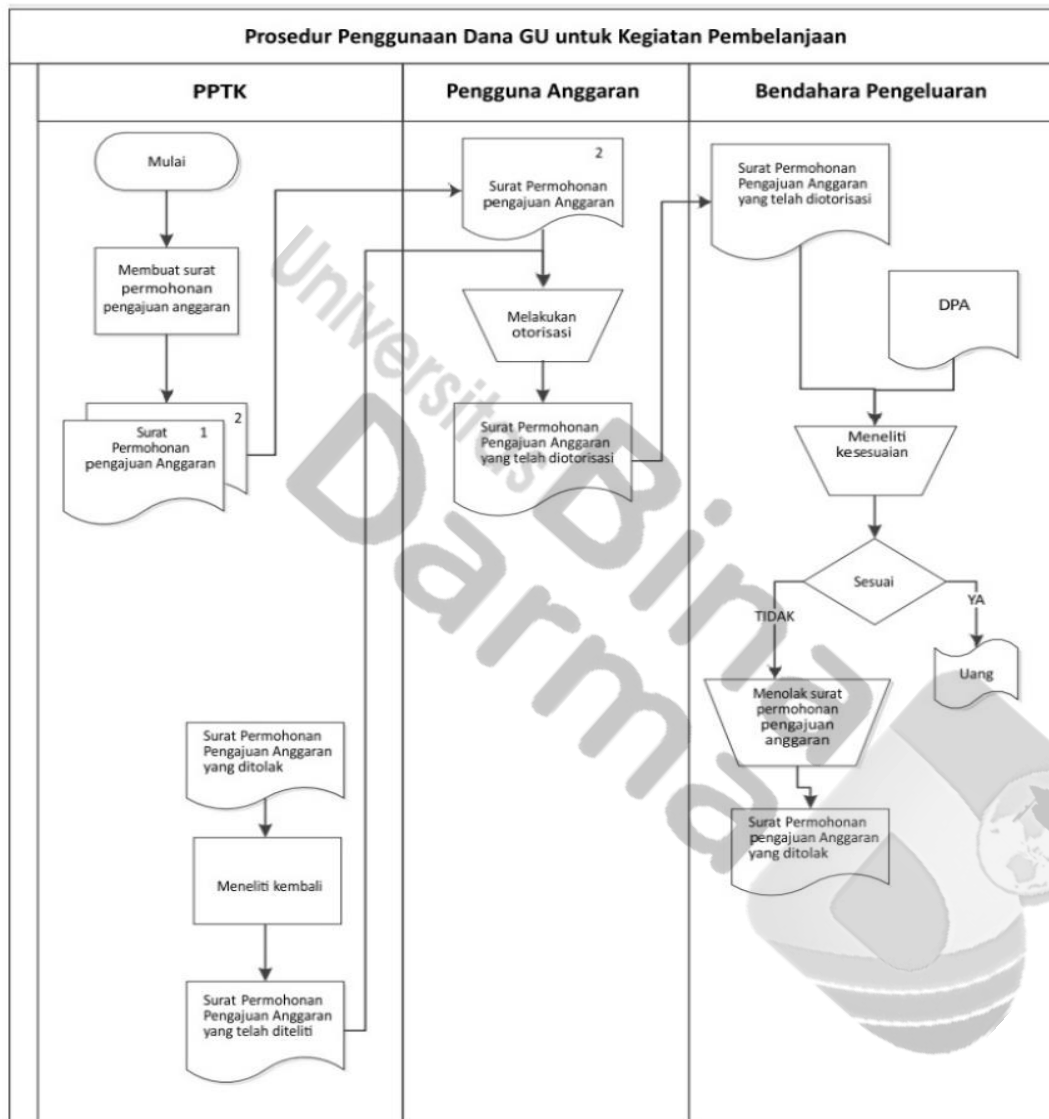 Prosedur Penggunaan Dana GU untuk Kegiatan Pembelanjaan
PPTK
Pengguna Anggaran
Bendahara Pengeluaran
Mulai
Membuat surat
permohonan
pengajuan anggaran
Surat
Permohonan
pengajuan Anggaran
1
2
2
Surat Permohonan
pengajuan Anggaran
Melakukan
otorisasi
Surat Permohonan
Pengajuan Anggaran
yang telah diotorisasi
Surat Permohonan
Pengajuan Anggaran
yang telah diotorisasi
DPA
Meneliti
kesesuaian
Sesuai
TIDAK
YA
Uang
Menolak surat
permohonan
pengajuan
anggaran
Surat Permohonan
pengajuan Anggaran
yang ditolak
Surat Permohonan
Pengajuan Anggaran
yang ditolak
Meneliti kembali
Surat Permohonan
Pengajuan Anggaran
yang telah diteliti
Universitas
Bina
Darma